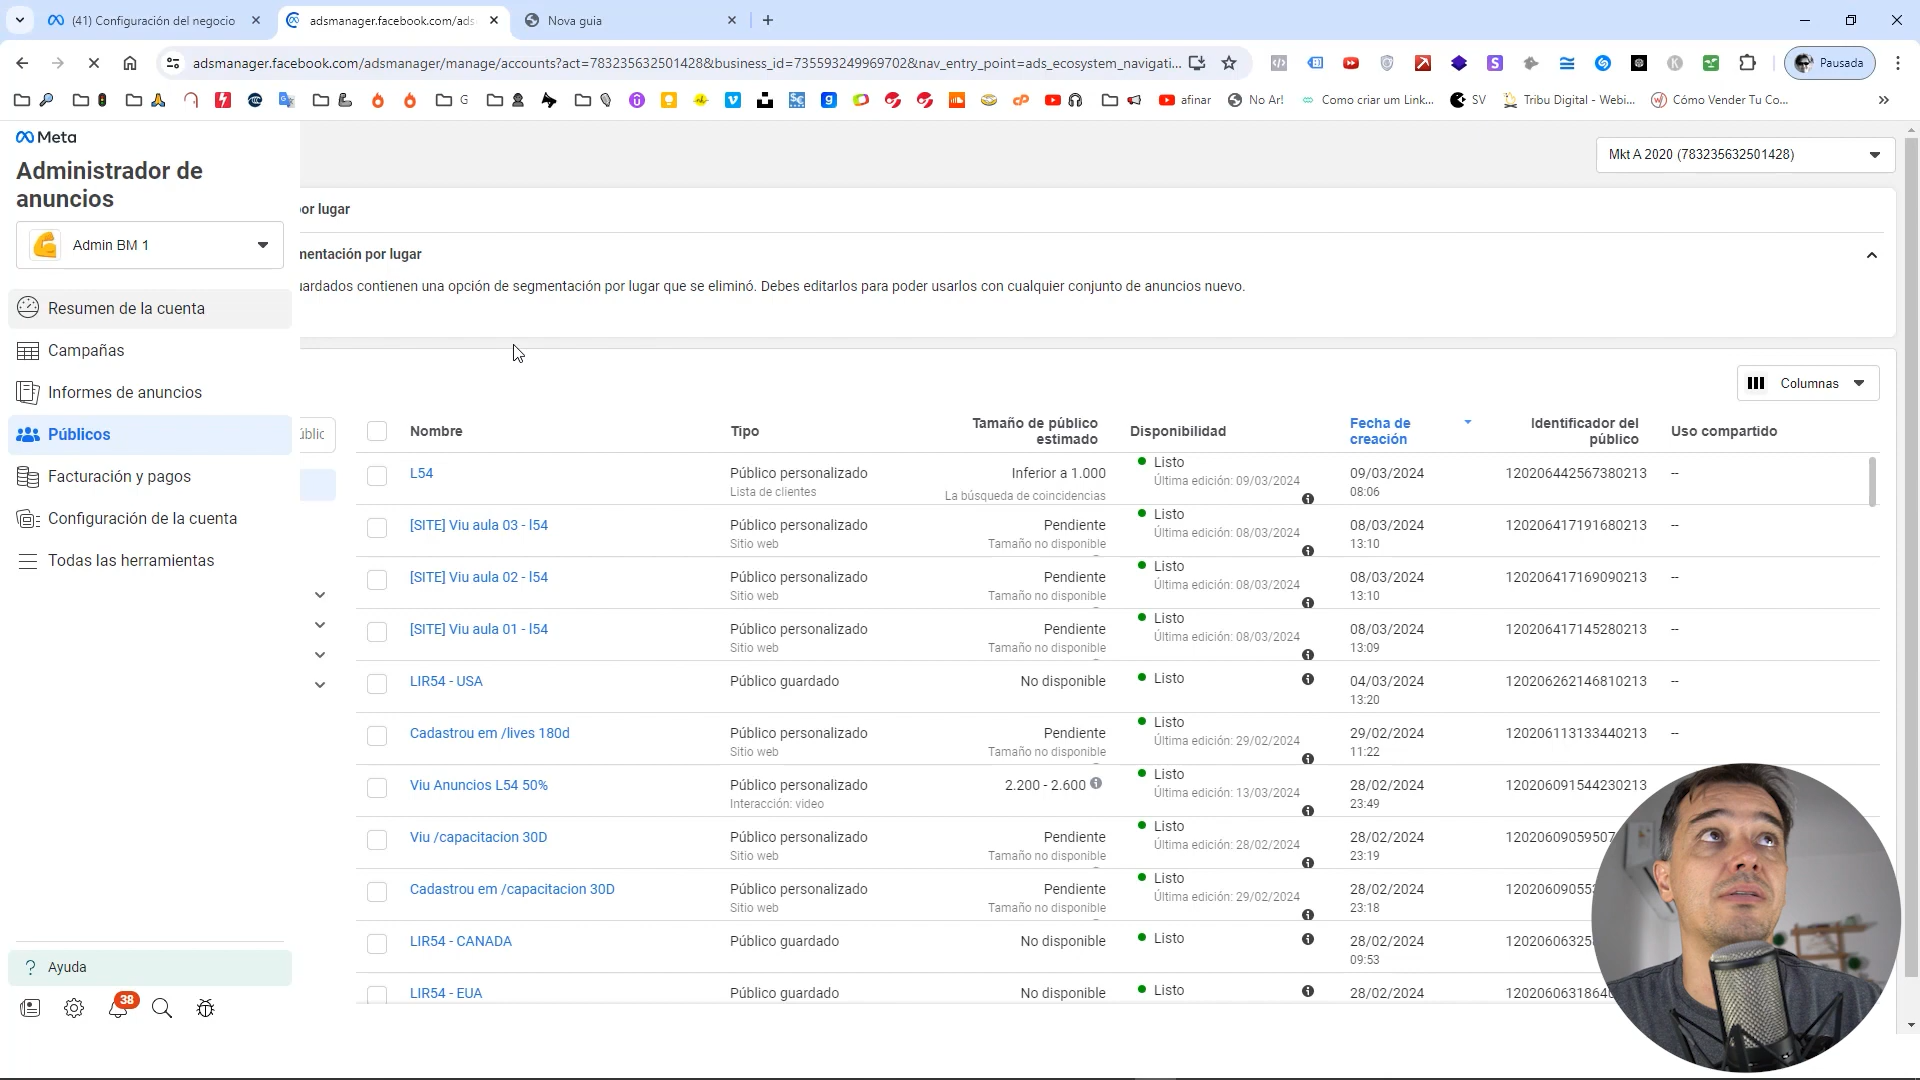 (41) Configuración del negocio
adsmanager.facebook.com/ads
Nova guia
adsmanager.facebook.com/adsmanager/manage/accounts?act=783235632501428&business_id=735593249969702&nav_entry_point=ads_ecosystem_navigati...
Pausada
G
afinar
No Ar!
Como criar um Link...
SV
Tribu Digital - Webi...
Cómo Vender Tu Co...
Meta
Administrador de
anuncios
Admin BM 1
Resumen de la cuenta
Campañas
Informes de anuncios
Públicos
Facturación y pagos
Configuración de la cuenta
Todas las herramientas
Ayuda
38
Mkt A 2020 (783235632501428)
por lugar
mentación por lugar
uardados contienen una opción de segmentación por lugar que se eliminó. Debes editarlos para poder usarlos con cualquier conjunto de anuncios nuevo.
Columnas
úblic
Nombre Tipo Tamaño de público estimado Disponibilidad Fecha de creación Identificador del público Uso compartido
L54 Público personalizado Inferior a 1.000 Listo 09/03/2024 120206442567380213 --
Lista de clientes La búsqueda de coincidencias Última edición: 09/03/2024 08:06
[SITE] Viu aula 03 - l54 Público personalizado Pendiente Listo 08/03/2024 120206417191680213 --
Sitio web Tamaño no disponible Última edición: 08/03/2024 13:10
[SITE] Viu aula 02 - l54 Público personalizado Pendiente Listo 08/03/2024 120206417169090213 --
Sitio web Tamaño no disponible Última edición: 08/03/2024 13:10
[SITE] Viu aula 01 - l54 Público personalizado Pendiente Listo 08/03/2024 120206417145280213 --
Sitio web Tamaño no disponible Última edición: 08/03/2024 13:09
LIR54 - USA Público guardado No disponible Listo 04/03/2024 120206262146810213 --
13:20
Cadastrou em /lives 180d Público personalizado Pendiente Listo 29/02/2024 120206113133440213 --
Sitio web Tamaño no disponible Última edición: 29/02/2024 11:22
Viu Anuncios L54 50% Público personalizado 2.200 - 2.600 Listo 28/02/2024 120206091544230213
Interacción: video Última edición: 13/03/2024 23:49
Viu /capacitacion 30D Público personalizado Pendiente Listo 28/02/2024 12020609059507
Sitio web Tamaño no disponible Última edición: 28/02/2024 23:19
Cadastrou em /capacitacion 30D Público personalizado Pendiente Listo 28/02/2024 120206090555
Sitio web Tamaño no disponible Última edición: 29/02/2024 23:18
LIR54 - CANADA Público guardado No disponible Listo 28/02/2024 120206063258
09:53
LIR54 - EUA Público guardado No disponible Listo 28/02/2024 12020606318640